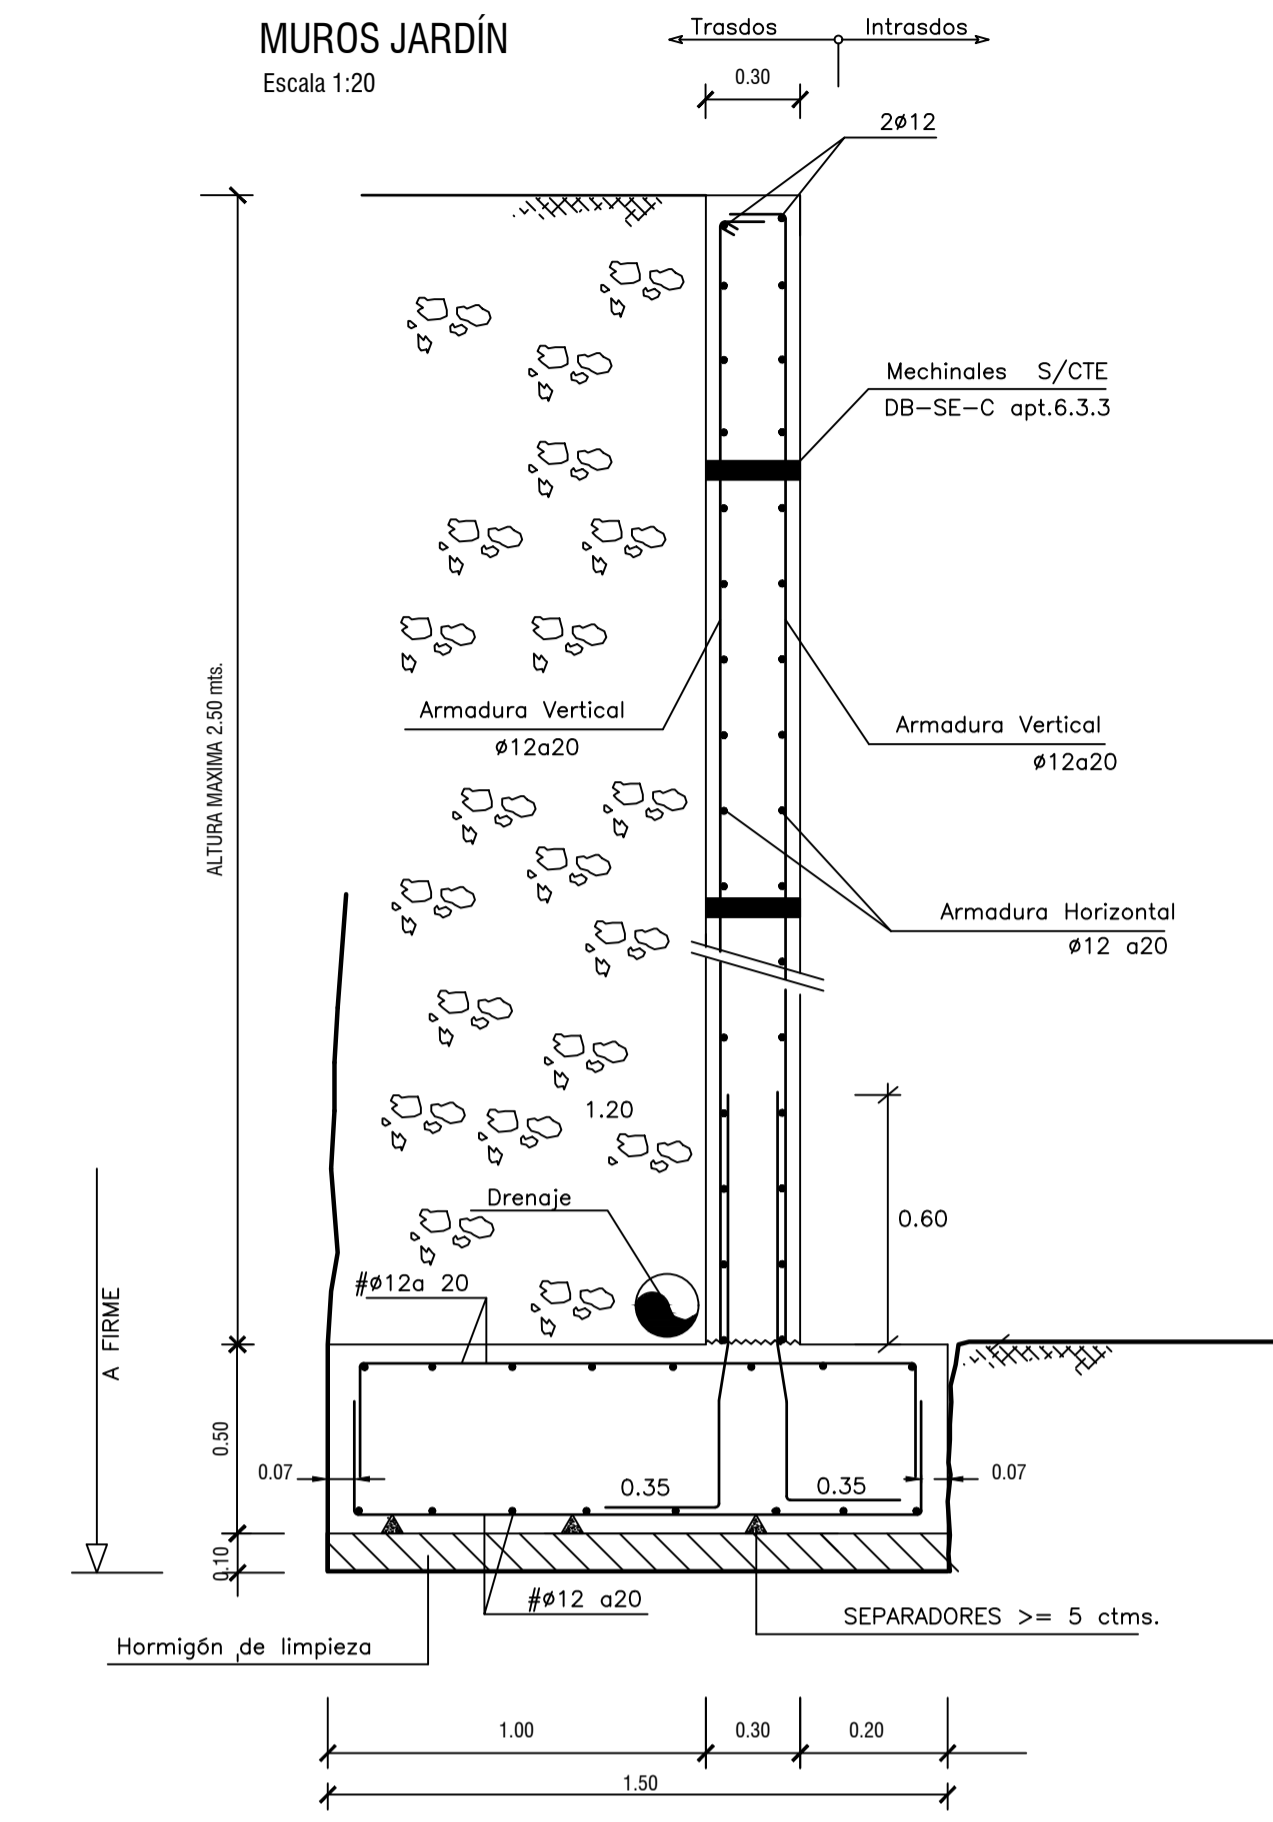 MUROS JARDÍN
Escala 1:20
Trasdos
Intrasdos
0.30
2ø12
Mechinales S/CTE
DB-SE-C apt.6.3.3
ALTURA MAXIMA 2.50 mts.
Armadura Vertical
ø12a20
Armadura Vertical
ø12a20
Armadura Horizontal
ø12 a20
1.20
Drenaje
0.60
#ø12a 20
A FIRME
0.50
0.07
0.35
0.35
0.07
0.10
#ø12 a20
SEPARADORES >= 5 ctms.
Hormigón de limpieza
1.00
0.30
0.20
1.50